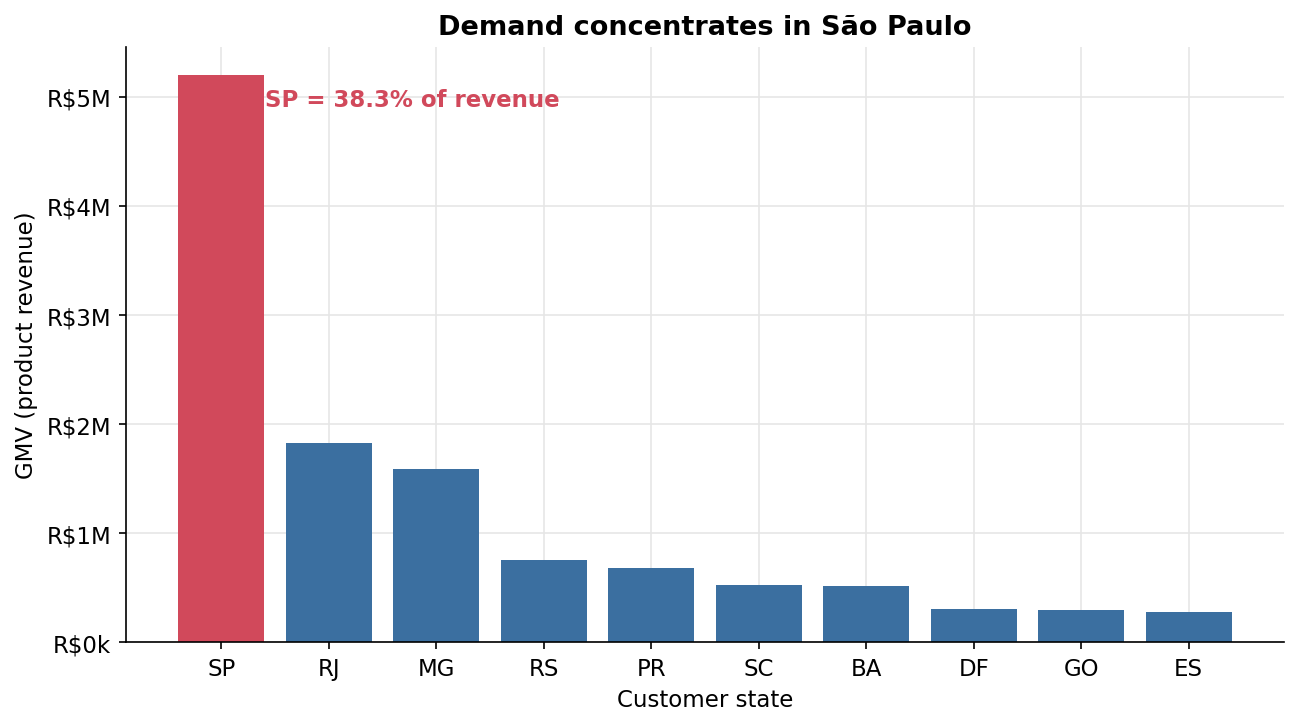 Demand concentrates in São Paulo
SP = 38.3% of revenue
GMV (product revenue)
R$5M
R$4M
R$3M
R$2M
R$1M
R$0k
SP RJ MG RS PR SC BA DF GO ES
Customer state